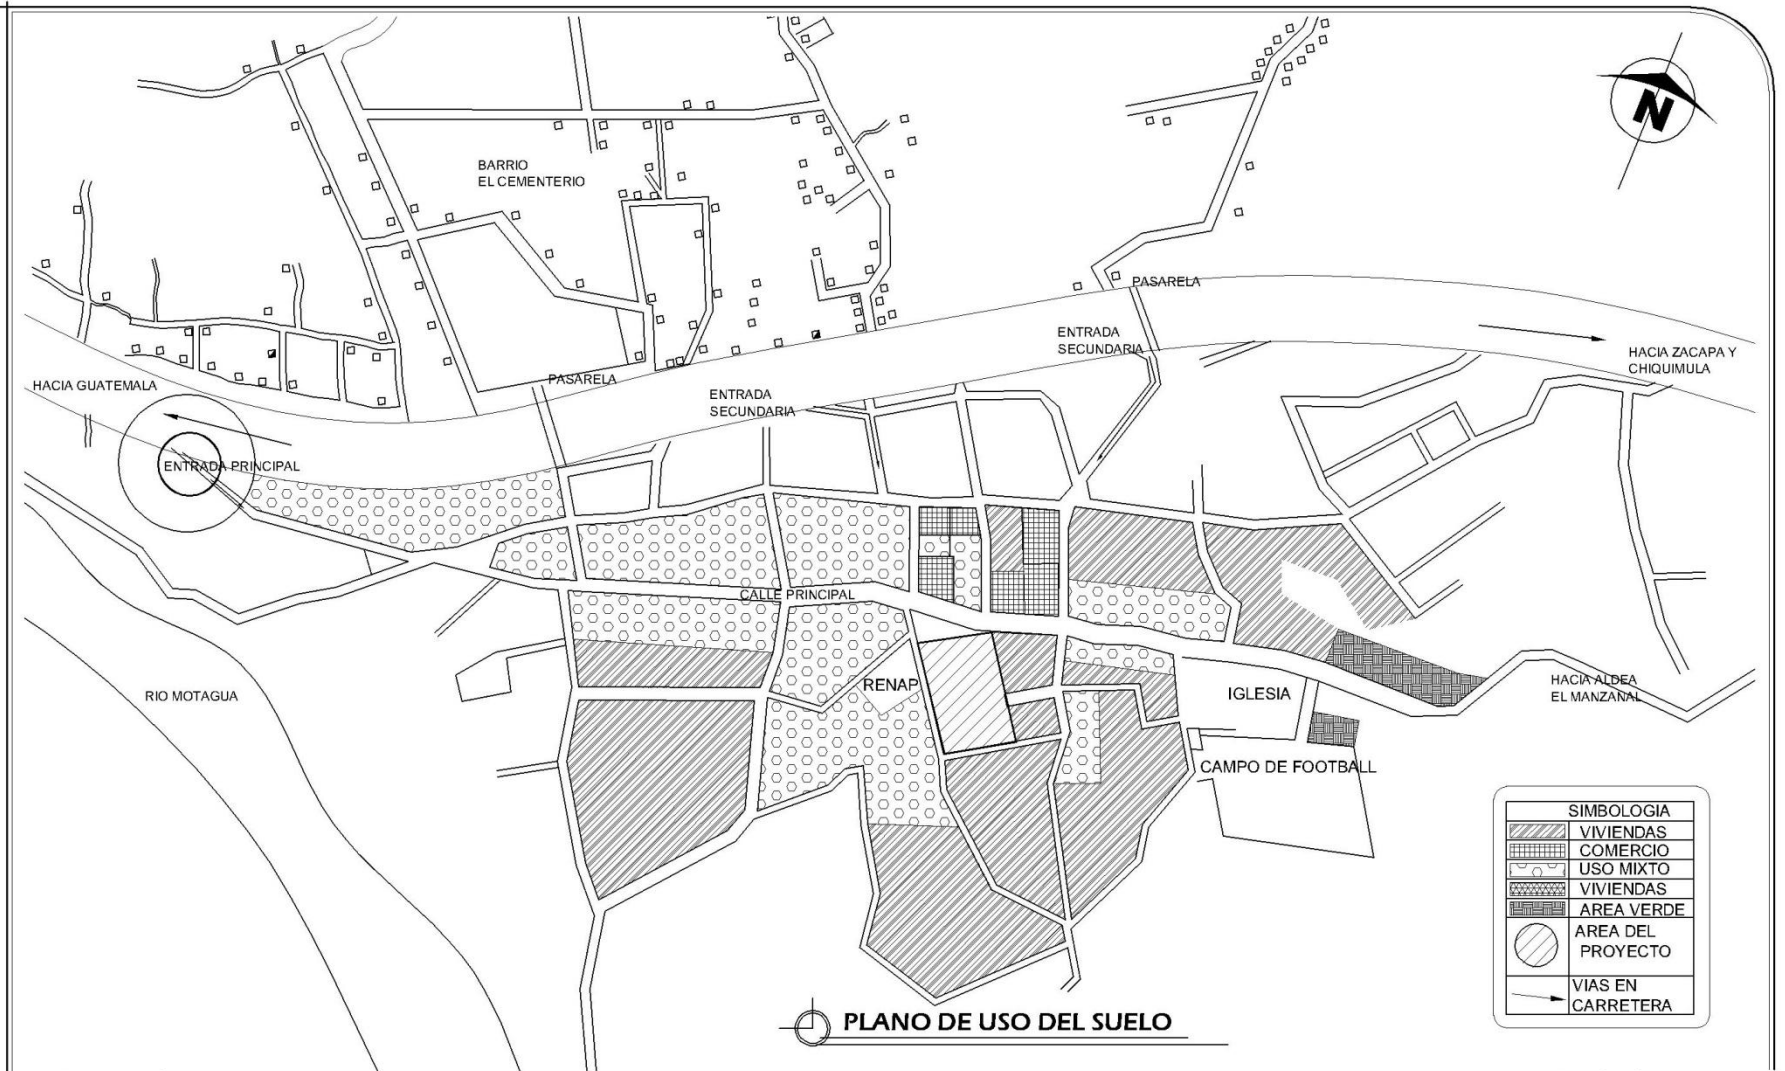 N
BARRIO
EL CEMENTERIO
PASARELA
ENTRADA
SECUNDARIA
HACIA ZACAPA Y
CHIQUIMULA
HACIA GUATEMALA
PASARELA
ENTRADA
SECUNDARIA
ENTRADA PRINCIPAL
CALLE PRINCIPAL
RENAP
RIO MOTAGUA
IGLESIA
HACIA ALDEA
EL MANZANAL
CAMPO DE FOOTBALL
SIMBOLOGIA
VIVIENDAS
COMERCIO
USO MIXTO
VIVIENDAS
AREA VERDE
AREA DEL
PROYECTO
VIAS EN
CARRETERA
PLANO DE USO DEL SUELO